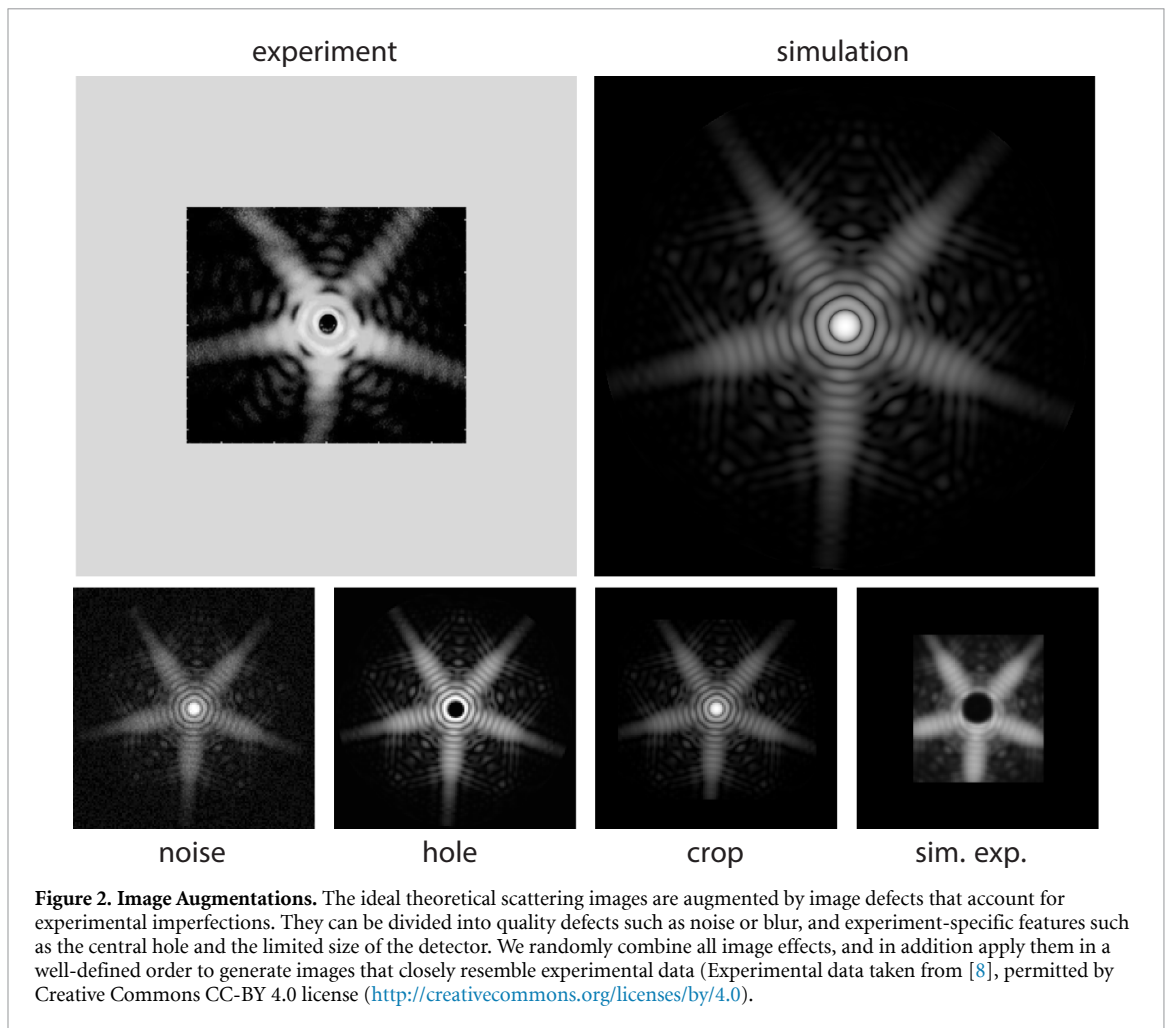 experiment
simulation
noise
hole
crop
sim. exp.
Figure 2. Image Augmentations. The ideal theoretical scattering images are augmented by image defects that account for
experimental imperfections. They can be divided into quality defects such as noise or blur, and experiment-specific features such
as the central hole and the limited size of the detector. We randomly combine all image effects, and in addition apply them in a
well-defined order to generate images that closely resemble experimental data (Experimental data taken from [8], permitted by
Creative Commons CC-BY 4.0 license (http://creativecommons.org/licenses/by/4.0).